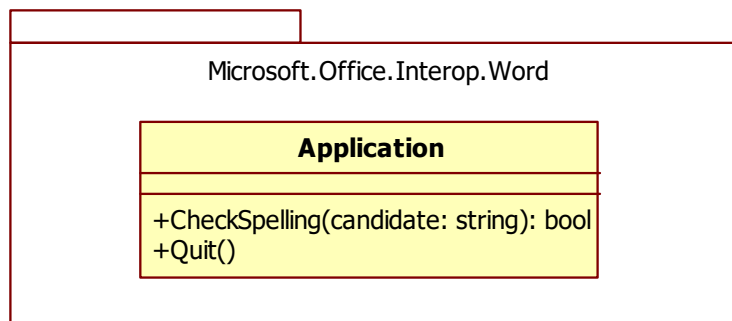 Microsoft.Office.Interop.Word
Application
+CheckSpelling(candidate: string): bool
+Quit()